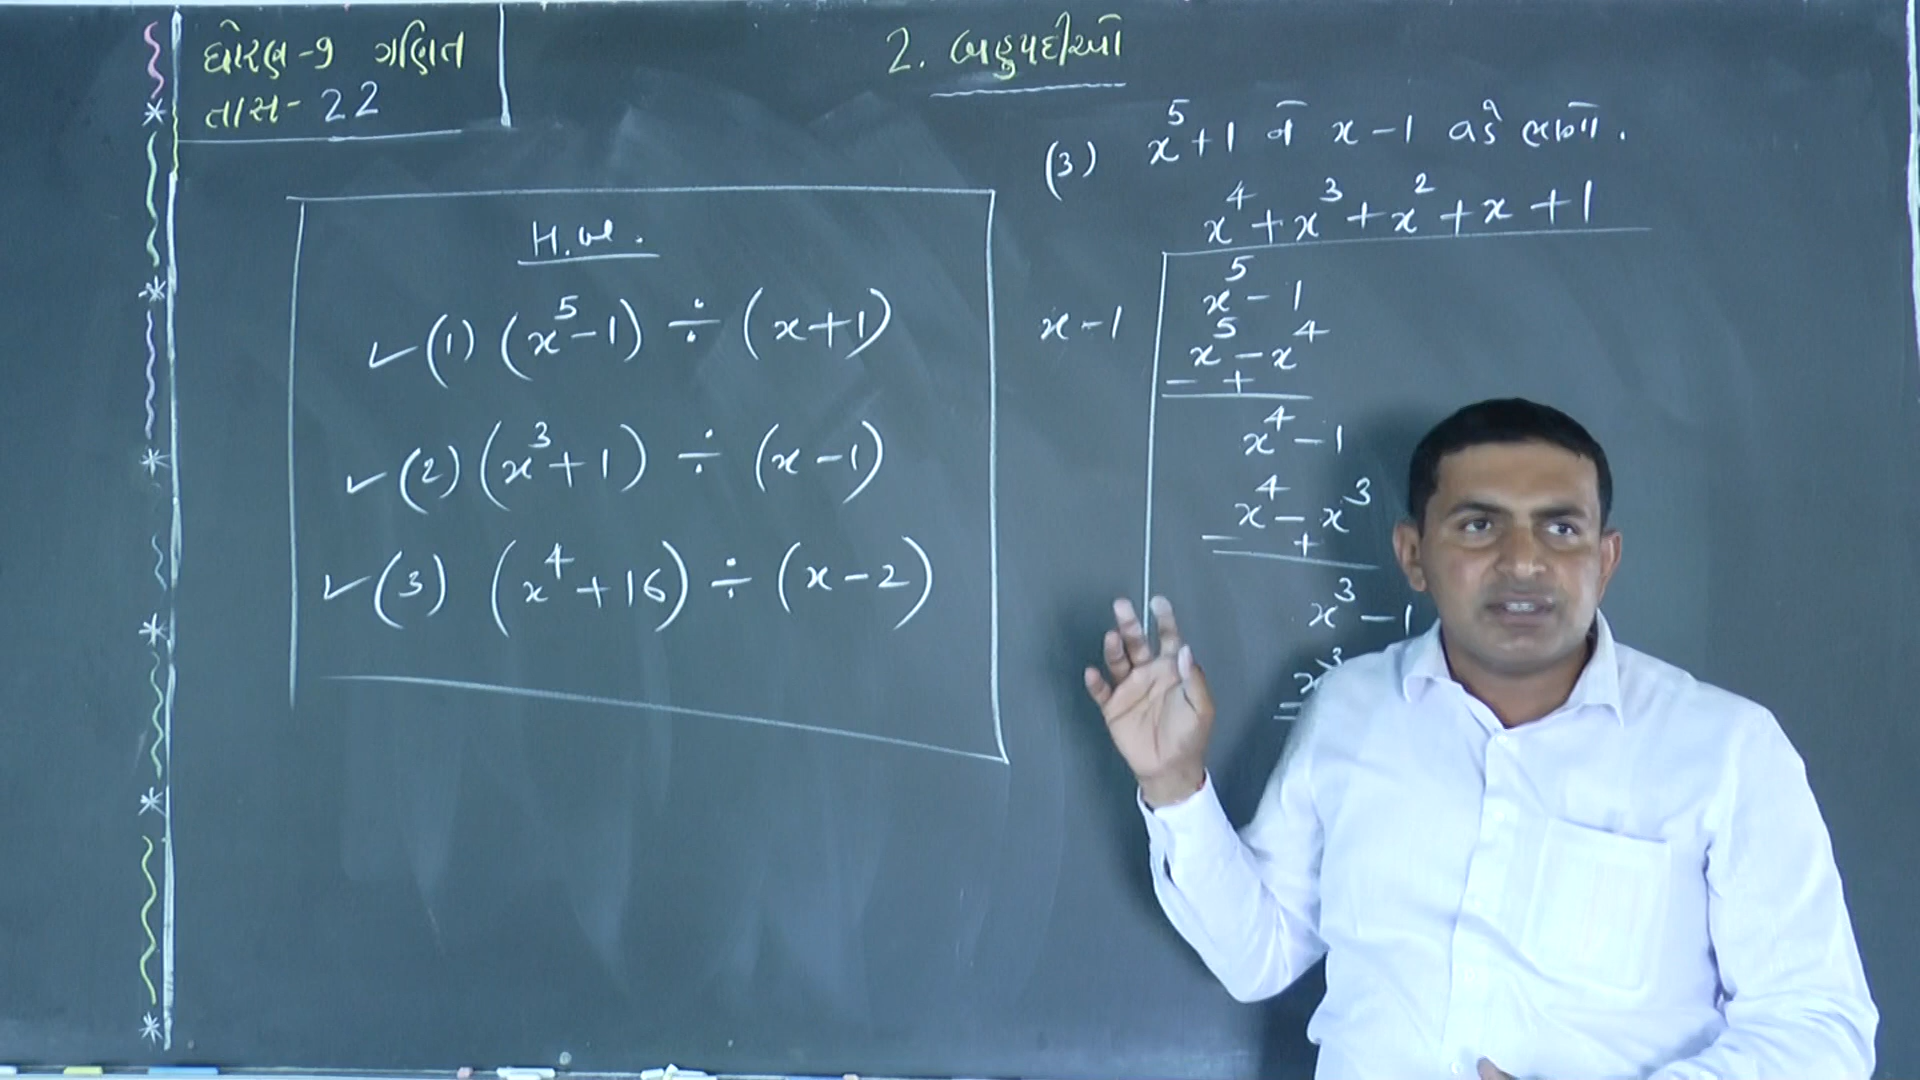 ધોરણ-9 ગણિત
તાસ-22
2. બહુપદીઓ
H.W.
✓(1) (x⁵-1) ÷ (x+1)
✓(2) (x³+1) ÷ (x-1)
✓(3) (x⁴+16) ÷ (x-2)
(3) x⁵+1 ને x-1 વડે ભાગો.
x⁴+x³+x²+x+1
x-1
x⁵-1
x⁵-x⁴
- +
x⁴-1
x⁴-x³
- +
x³-1
x³
-